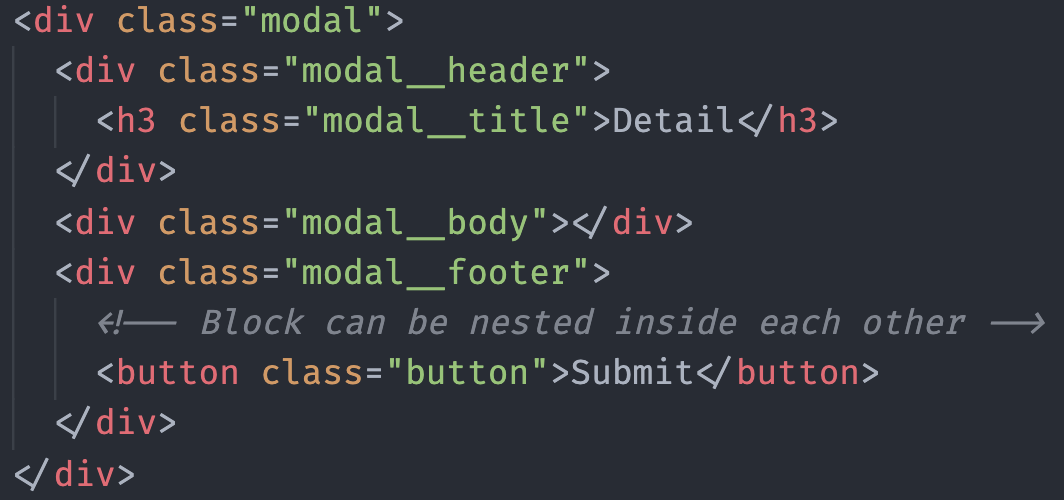 <div class="modal">
<div class="modal__header">
<h3 class="modal__title">Detail</h3>
</div>
<div class="modal__body"></div>
<div class="modal__footer">
<!-- Block can be nested inside each other -->
<button class="button">Submit</button>
</div>
</div>